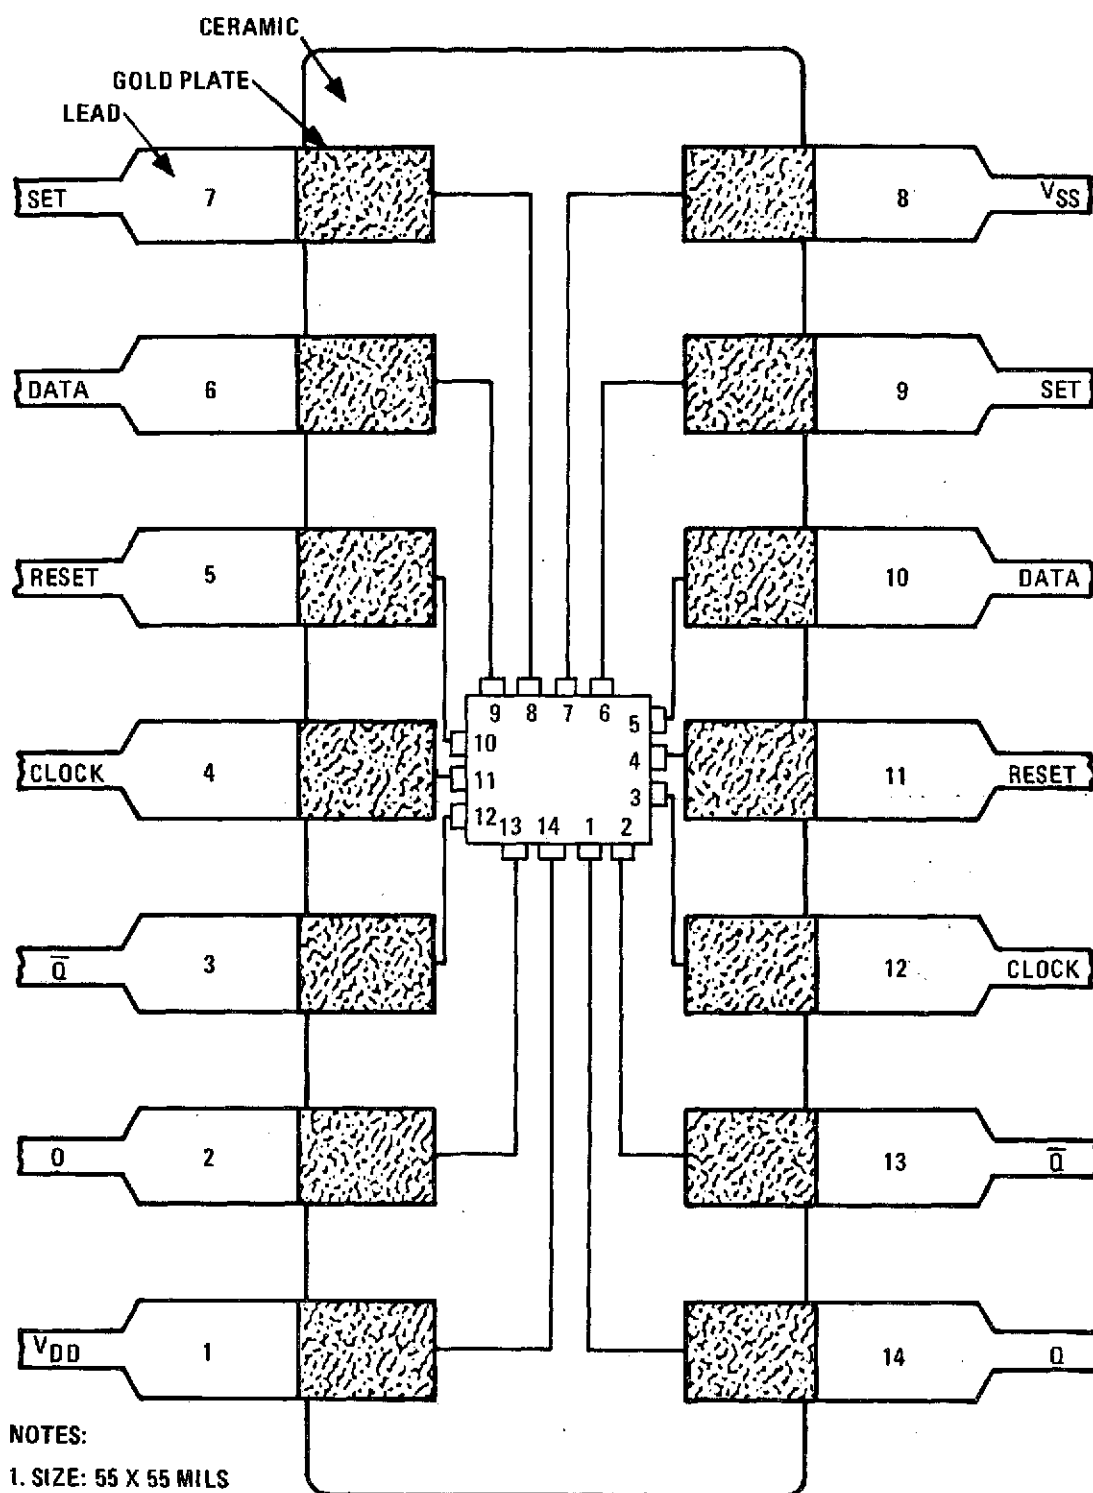 CERAMIC
GOLD PLATE
LEAD
SET 7
8 VSS
DATA 6
9 SET
RESET 5
10 DATA
9 8 7 6
5
10
4
11
3
12
13 14 1 2
CLOCK 4
11 RESET
Q̅ 3
12 CLOCK
O 2
13 Q̅
VDD 1
14 Q
NOTES:
1. SIZE: 55 X 55 MILS